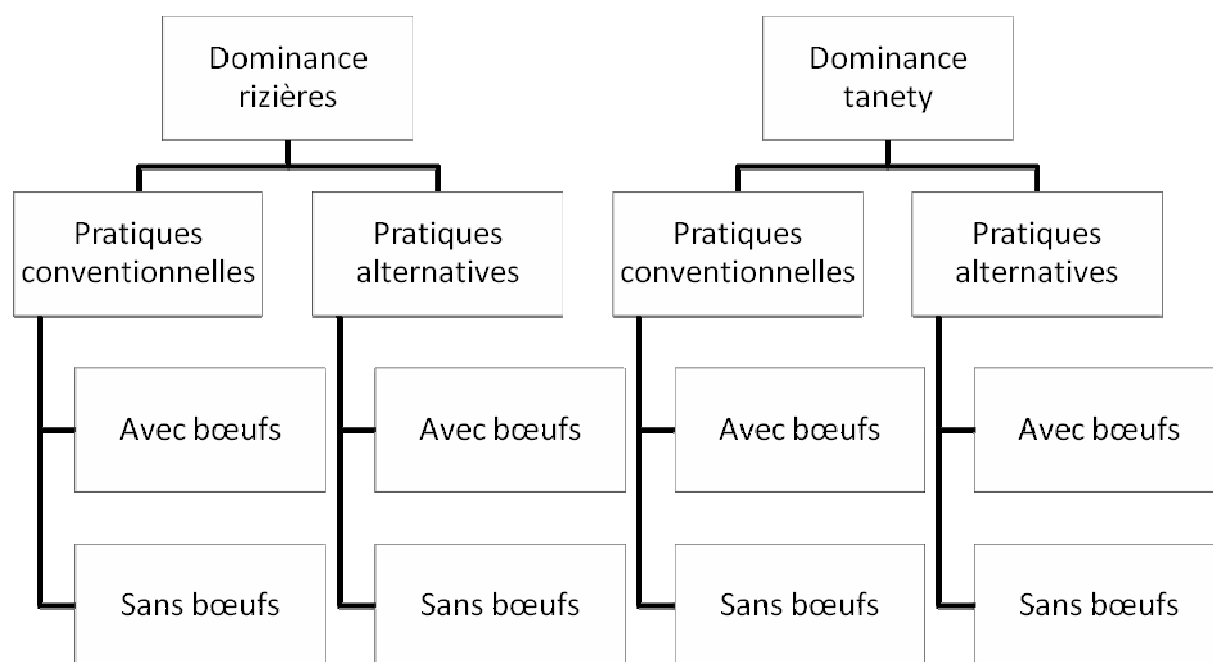 Dominance
rizières
Dominance
tanety
Pratiques
conventionnelles
Pratiques
alternatives
Pratiques
conventionnelles
Pratiques
alternatives
Avec bœufs
Avec bœufs
Avec bœufs
Avec bœufs
Sans bœufs
Sans bœufs
Sans bœufs
Sans bœufs